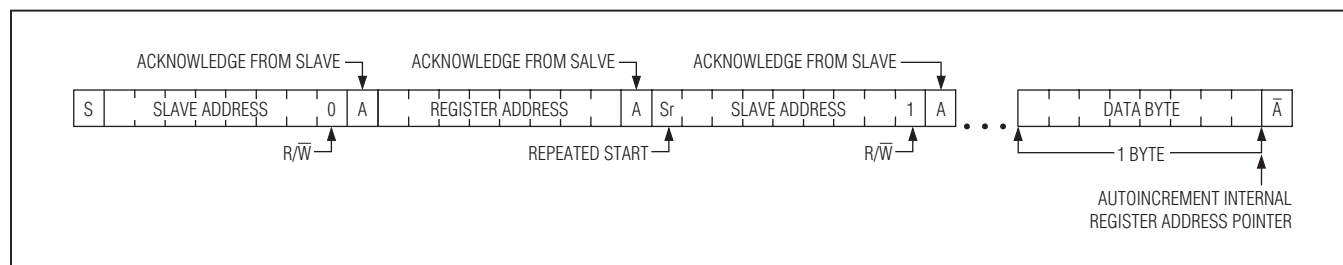 ACKNOWLEDGE FROM SLAVE ACKNOWLEDGE FROM SALVE ACKNOWLEDGE FROM SLAVE
S SLAVE ADDRESS 0 A REGISTER ADDRESS A Sr SLAVE ADDRESS 1 A ... DATA BYTE A̅
R/W̅ REPEATED START R/W̅ 1 BYTE
AUTOINCREMENT INTERNAL
REGISTER ADDRESS POINTER